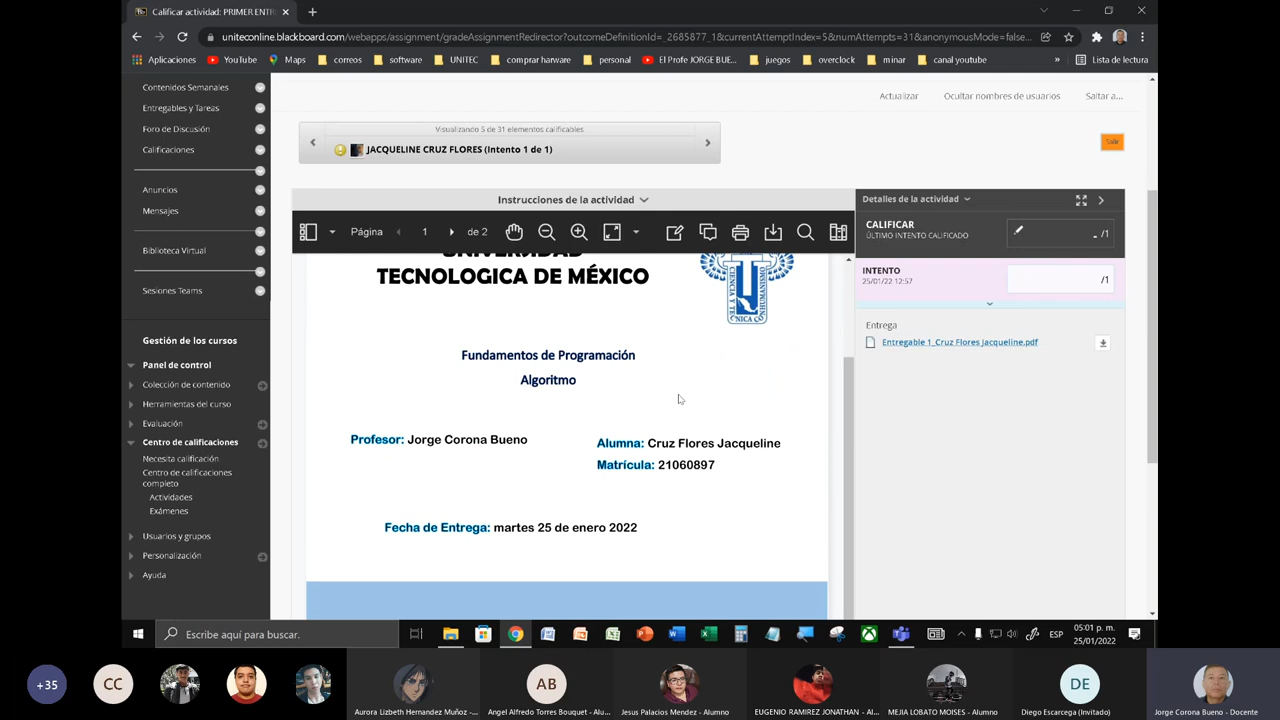 Calificar actividad: PRIMER ENTR
uniteconline.blackboard.com/webapps/assignment/gradeAssignmentRedirector?outcomeDefinitionId=_2685877_1&currentAttemptIndex=5&numAttempts=31&anonymousMode=false...
Aplicaciones YouTube Maps correos software UNITEC comprar harware personal El Profe JORGE BUE... juegos overclock minar canal youtube » Lista de lectura
Contenidos Semanales
Entregables y Tareas
Foro de Discusión
Calificaciones
Anuncios
Mensajes
Biblioteca Virtual
Sesiones Teams
Gestión de los cursos
Panel de control
Colección de contenido
Herramientas del curso
Evaluación
Centro de calificaciones
Necesita calificación
Centro de calificaciones
completo
Actividades
Exámenes
Usuarios y grupos
Personalización
Ayuda
Actualizar Ocultar nombres de usuarios Saltar a...
Visualizando 5 de 31 elementos calificables
JACQUELINE CRUZ FLORES (Intento 1 de 1)
Salir
Instrucciones de la actividad
Página 1 de 2
UNIVERSIDAD
TECNOLOGICA DE MÉXICO
Fundamentos de Programación
Algoritmo
Profesor: Jorge Corona Bueno
Alumna: Cruz Flores Jacqueline
Matrícula: 21060897
Fecha de Entrega: martes 25 de enero 2022
Detalles de la actividad
CALIFICAR
ÚLTIMO INTENTO CALIFICADO
- /1
INTENTO
25/01/22 12:57
/1
Entrega
Entregable 1_Cruz Flores Jacqueline.pdf
Escribe aquí para buscar.
ESP
05:01 p. m.
25/01/2022
+35
CC
Aurora Lizbeth Hernandez Muñoz - ...
AB
Angel Alfredo Torres Bouquet - Alu...
Jesus Palacios Mendez - Alumno
EUGENIO RAMIREZ JONATHAN - Al...
MEJIA LOBATO MOISES - Alumno
DE
Diego Escarcega (Invitado)
Jorge Corona Bueno - Docente